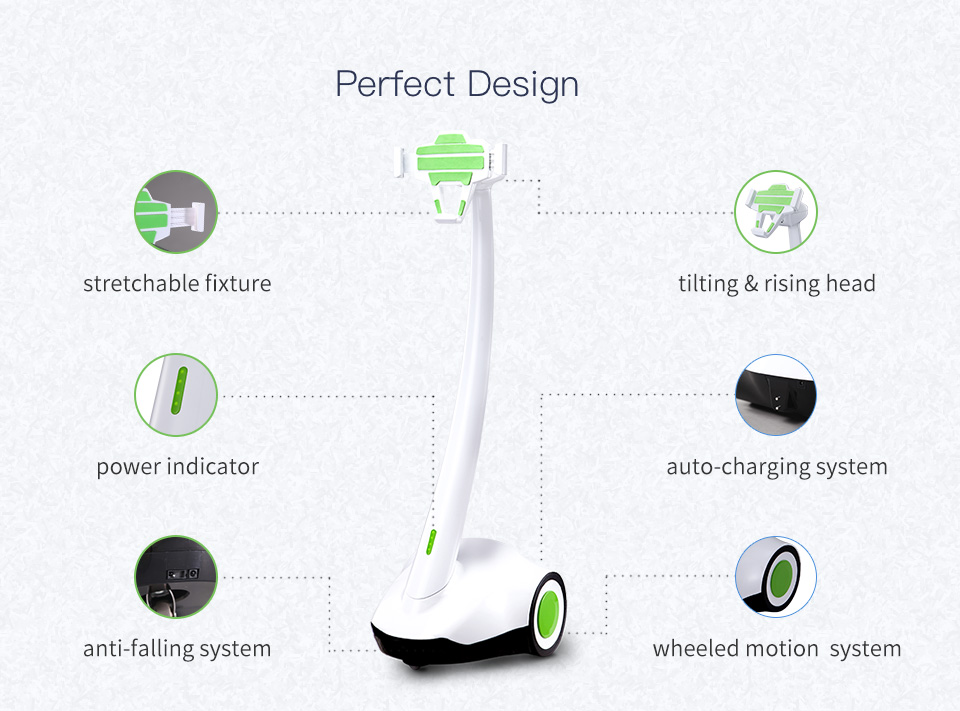 Perfect Design
stretchable fixture
tilting & rising head
power indicator
auto-charging system
anti-falling system
wheeled motion  system